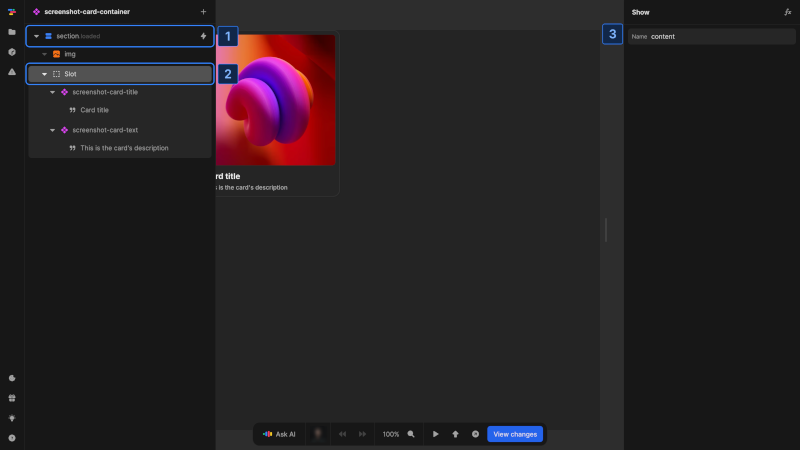 screenshot-card-container
section.loaded
img
Slot
screenshot-card-title
Card title
screenshot-card-text
This is the card's description
1
2
rd title
is the card's description
3
Show
fx
Name content
Ask AI
100%
View changes